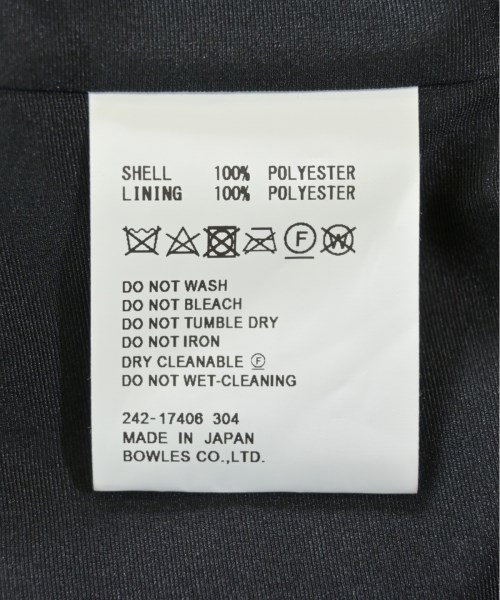 SHELL 100% POLYESTER
LINING 100% POLYESTER
F W
DO NOT WASH
DO NOT BLEACH
DO NOT TUMBLE DRY
DO NOT IRON
DRY CLEANABLE Ⓕ
DO NOT WET-CLEANING
242-17406 304
MADE IN JAPAN
BOWLES CO.,LTD.